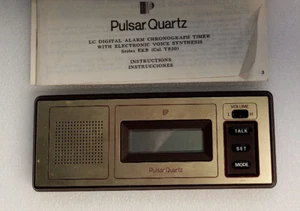 P
Pulsar Quartz
LC DIGITAL ALARM CHRONOGRAPH TIMER
WITH ELECTRONIC VOICE SYNTHESIS
INSTRUCTIONS
INSTRUCCIONES
VOLUME
TALK
SET
MODE
Pulsar Quartz